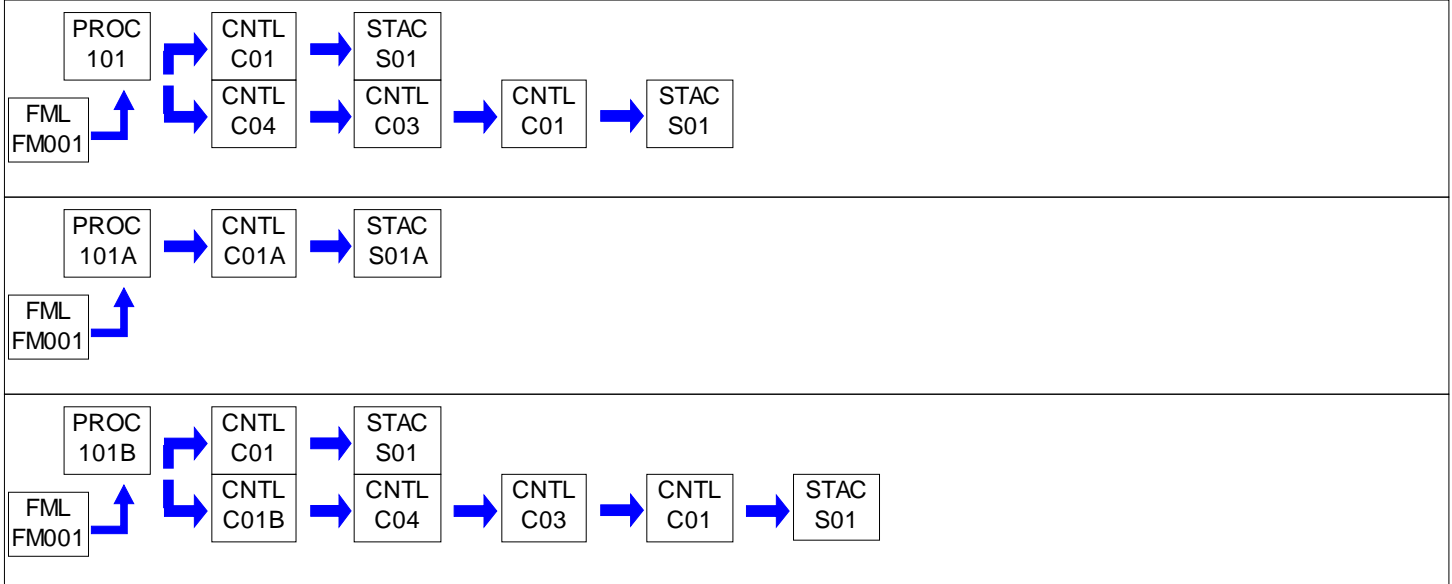 PROC
101
CNTL
C01
STAC
S01
FML
FM001
CNTL
C04
CNTL
C03
CNTL
C01
STAC
S01
PROC
101A
CNTL
C01A
STAC
S01A
FML
FM001
PROC
101B
CNTL
C01
STAC
S01
FML
FM001
CNTL
C01B
CNTL
C04
CNTL
C03
CNTL
C01
STAC
S01